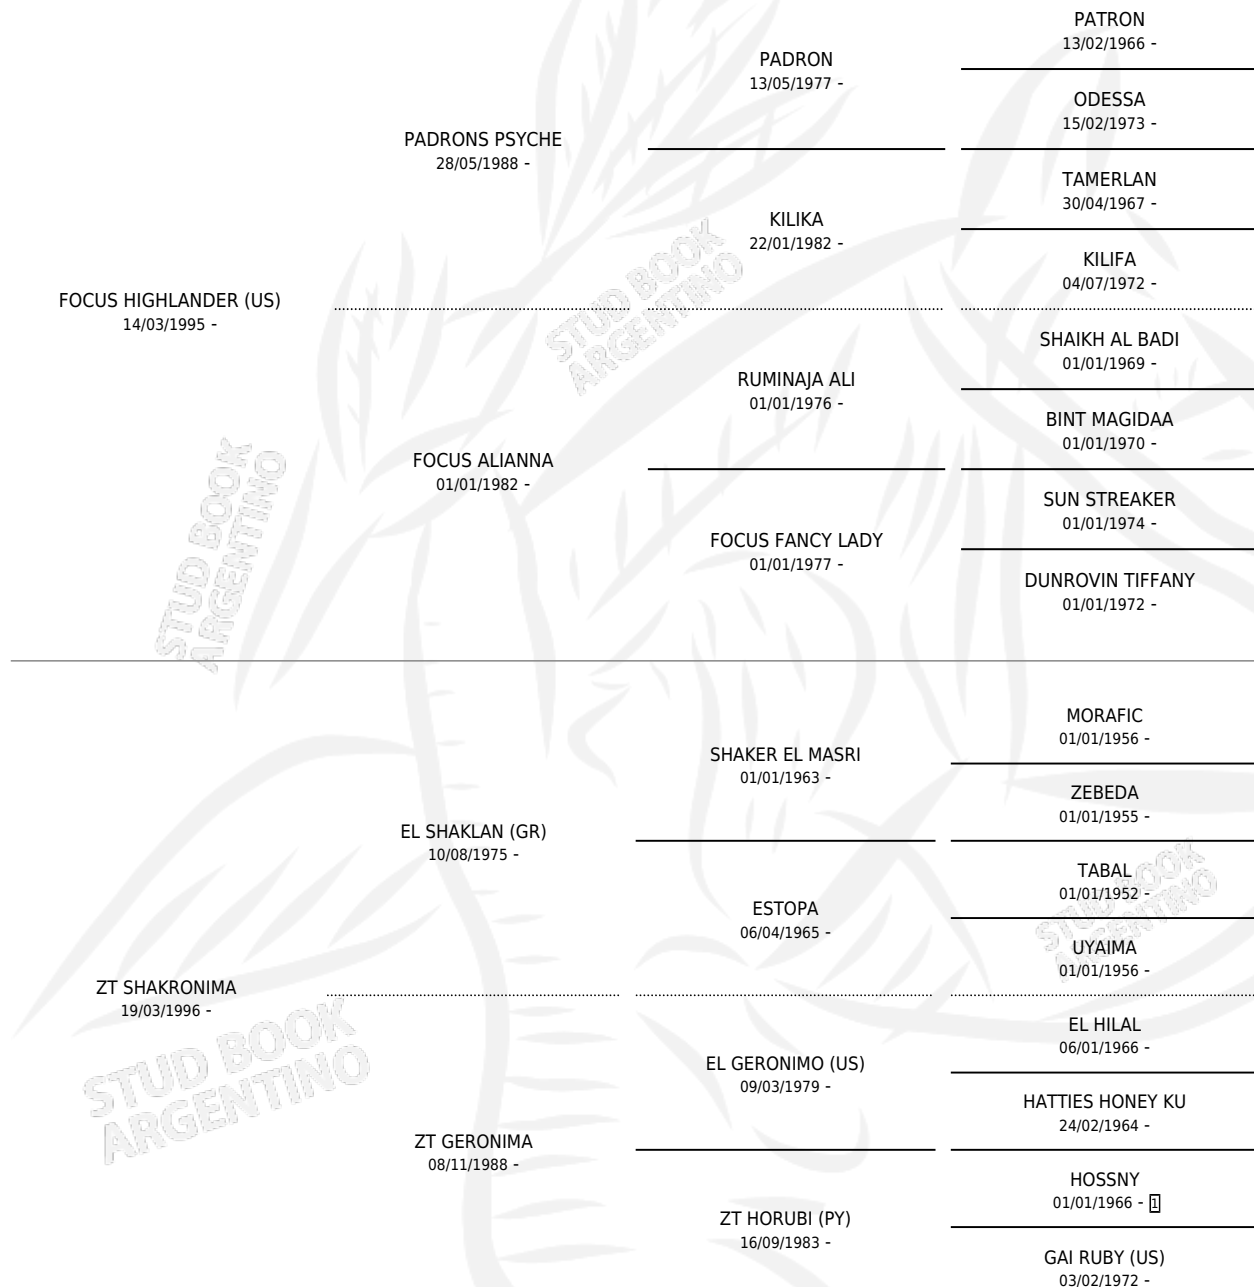 PATRON
13/02/1966 -
PADRON
13/05/1977 -
ODESSA
15/02/1973 -
PADRONS PSYCHE
28/05/1988 -
TAMERLAN
30/04/1967 -
KILIKA
22/01/1982 -
KILIFA
04/07/1972 -
FOCUS HIGHLANDER (US)
14/03/1995 -
SHAIKH AL BADI
01/01/1969 -
RUMINAJA ALI
01/01/1976 -
BINT MAGIDAA
01/01/1970 -
FOCUS ALIANNA
01/01/1982 -
SUN STREAKER
01/01/1974 -
FOCUS FANCY LADY
01/01/1977 -
DUNROVIN TIFFANY
01/01/1972 -
MORAFIC
01/01/1956 -
SHAKER EL MASRI
01/01/1963 -
ZEBEDA
01/01/1955 -
EL SHAKLAN (GR)
10/08/1975 -
TABAL
01/01/1952 -
ESTOPA
06/04/1965 -
UYAIMA
01/01/1956 -
ZT SHAKRONIMA
19/03/1996 -
EL HILAL
06/01/1966 -
EL GERONIMO (US)
09/03/1979 -
HATTIES HONEY KU
24/02/1964 -
ZT GERONIMA
08/11/1988 -
HOSSNY
01/01/1966 - 1
ZT HORUBI (PY)
16/09/1983 -
GAI RUBY (US)
03/02/1972 -
STUD BOOK
ARGENTINO
STUD BOOK
ARGENTINO
STUD BOOK
ARGENTINO
STUD BOOK
ARGENTINO